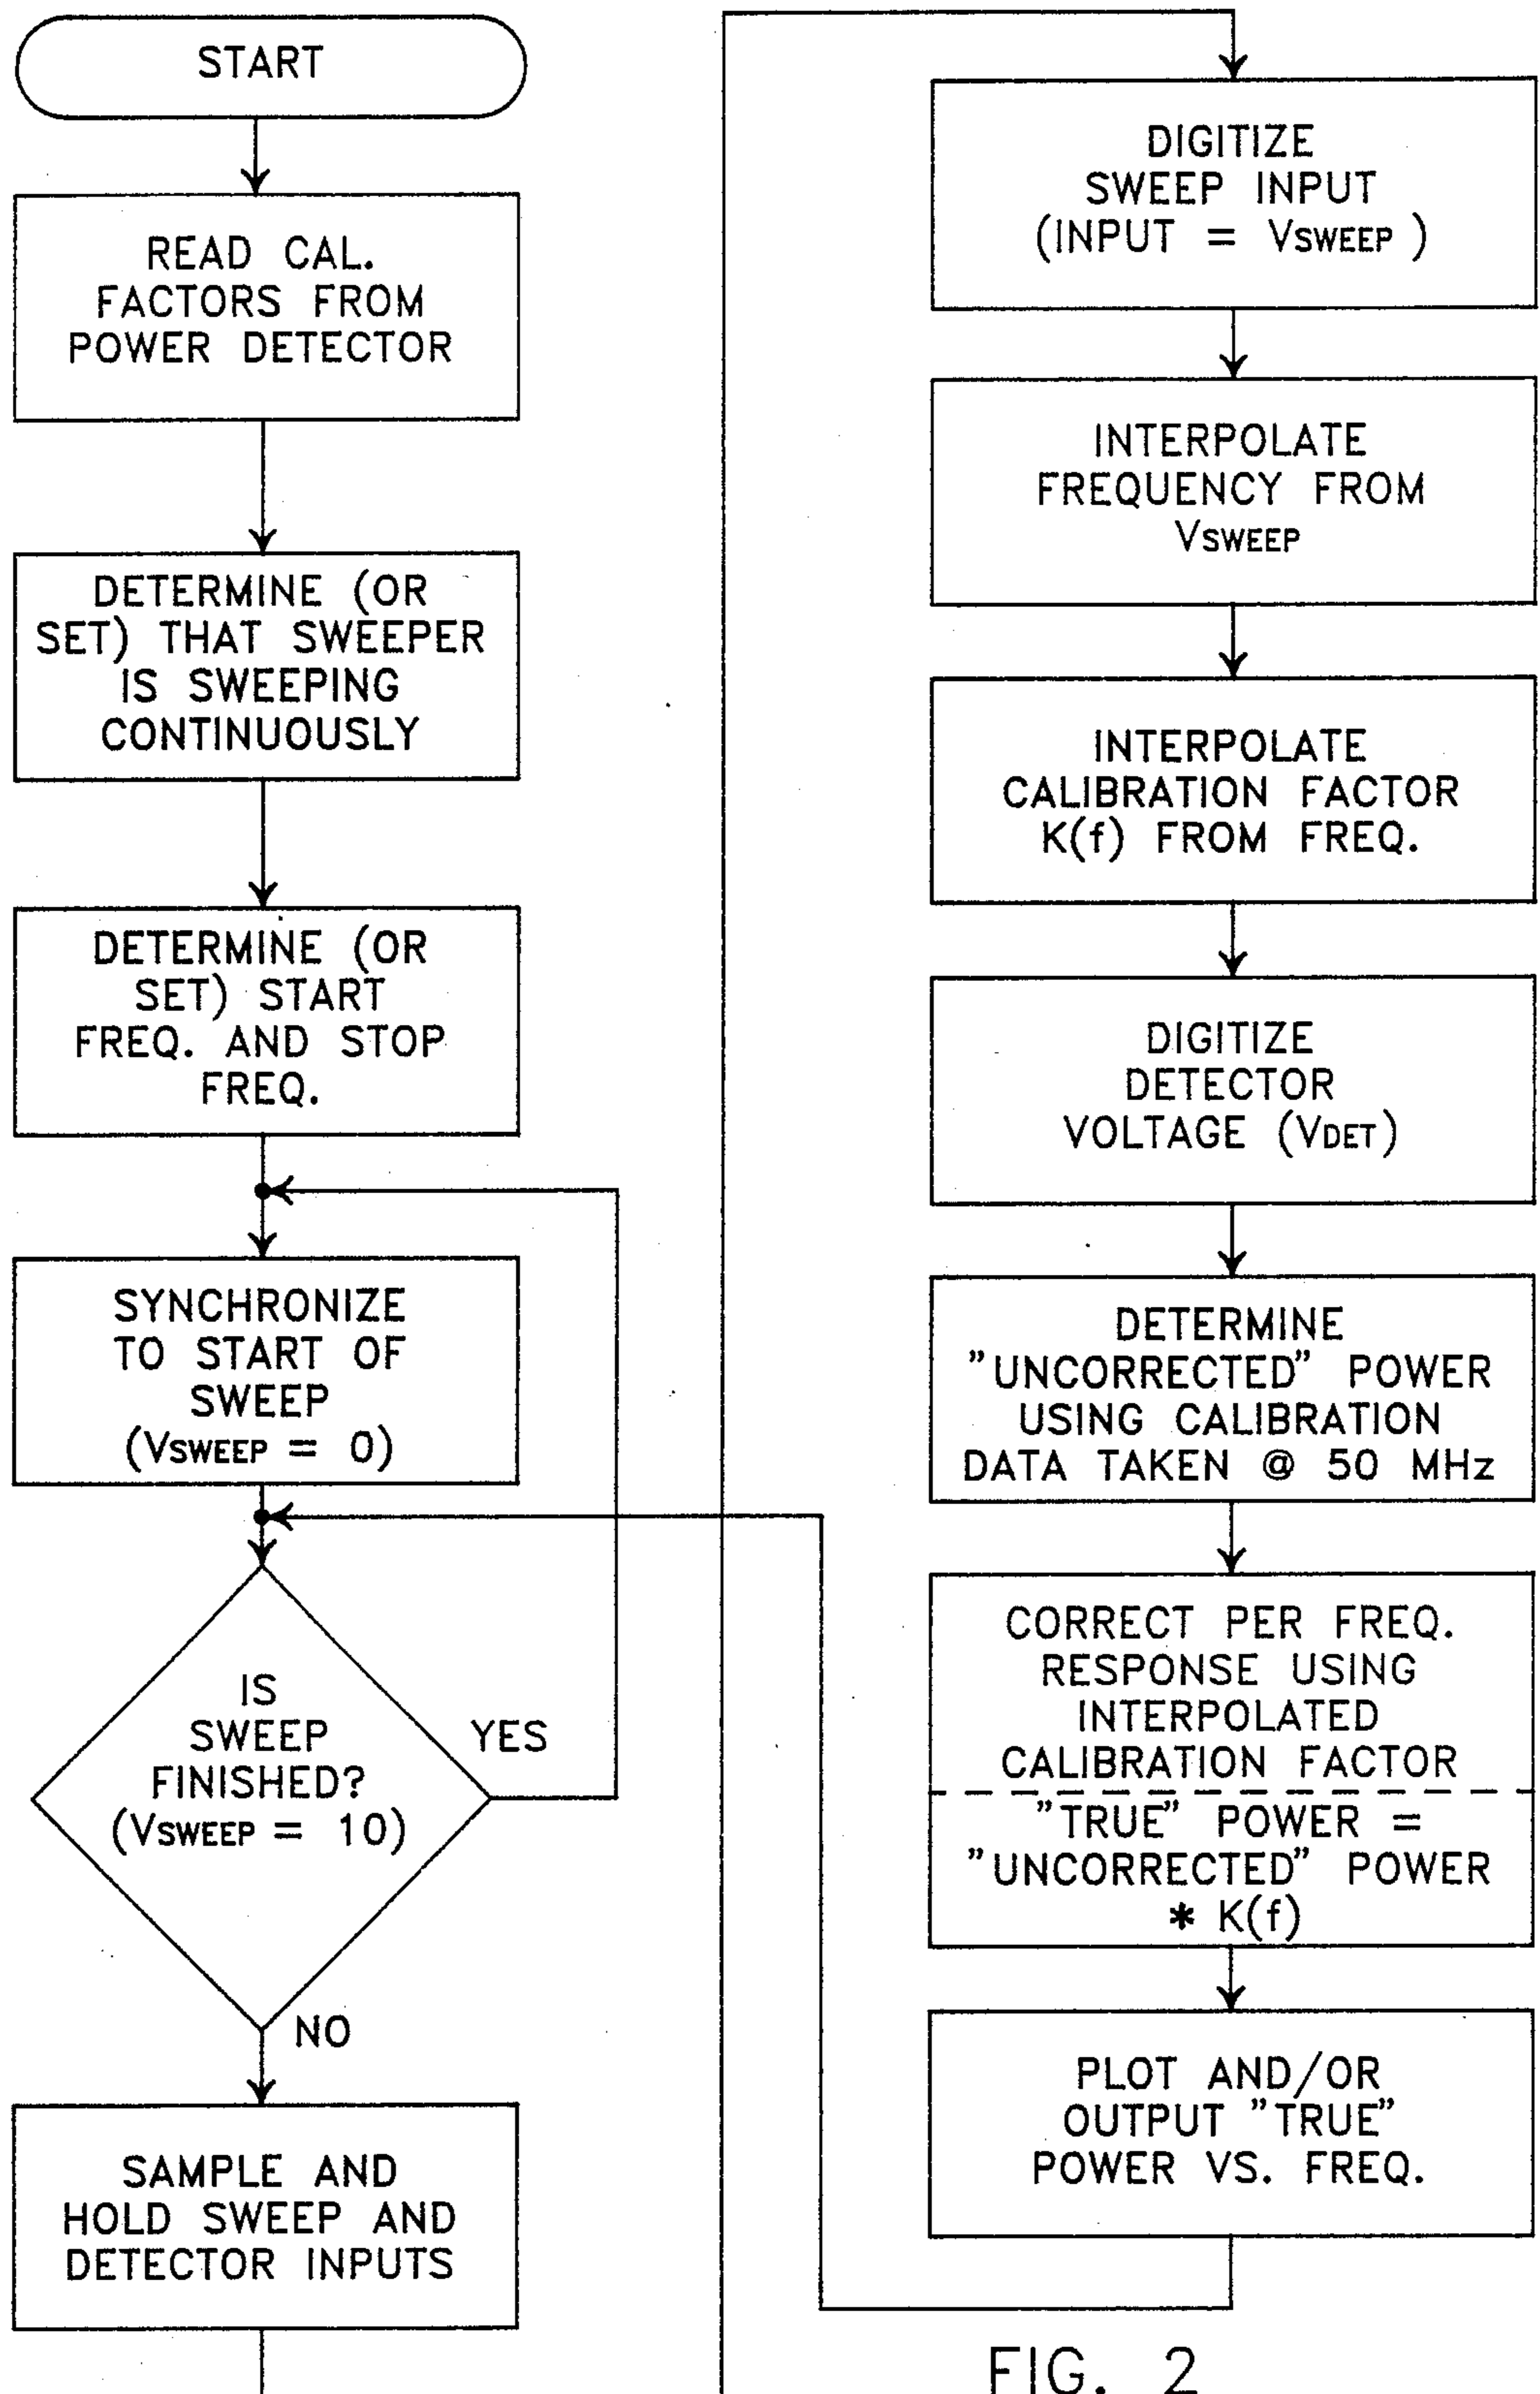 START
READ CAL.
FACTORS FROM
POWER DETECTOR
DETERMINE (OR
SET) THAT SWEEPER
IS SWEEPING
CONTINUOUSLY
DETERMINE (OR
SET) START
FREQ. AND STOP
FREQ.
SYNCHRONIZE
TO START OF
SWEEP
(VSWEEP = 0)
IS
SWEEP
FINISHED?
(VSWEEP = 10)
YES
NO
SAMPLE AND
HOLD SWEEP AND
DETECTOR INPUTS
DIGITIZE
SWEEP INPUT
(INPUT = VSWEEP )
INTERPOLATE
FREQUENCY FROM
VSWEEP
INTERPOLATE
CALIBRATION FACTOR
K(f) FROM FREQ.
DIGITIZE
DETECTOR
VOLTAGE (VDET)
DETERMINE
"UNCORRECTED" POWER
USING CALIBRATION
DATA TAKEN @ 50 MHz
CORRECT PER FREQ.
RESPONSE USING
INTERPOLATED
CALIBRATION FACTOR
"TRUE" POWER =
"UNCORRECTED" POWER
* K(f)
PLOT AND/OR
OUTPUT "TRUE"
POWER VS. FREQ.
FIG. 2